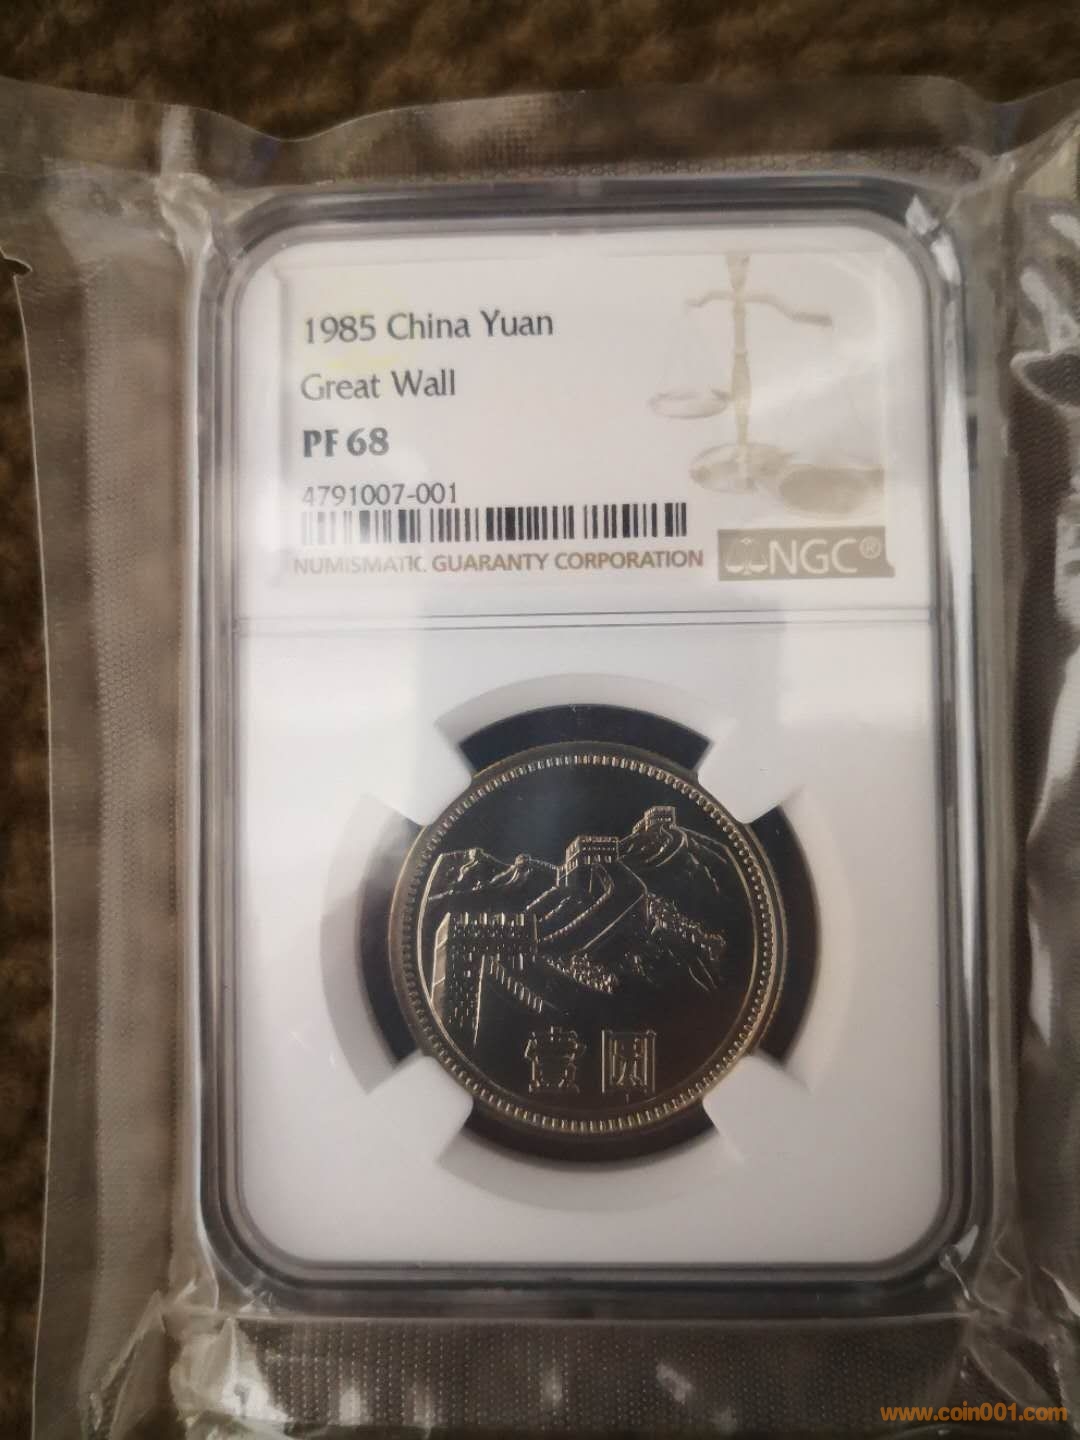 1985 China Yuan
Great Wall
PF 68
4791007-001
NUMISMATIC GUARANTY CORPORATION
NGC®
壹圆
www.coin001.com